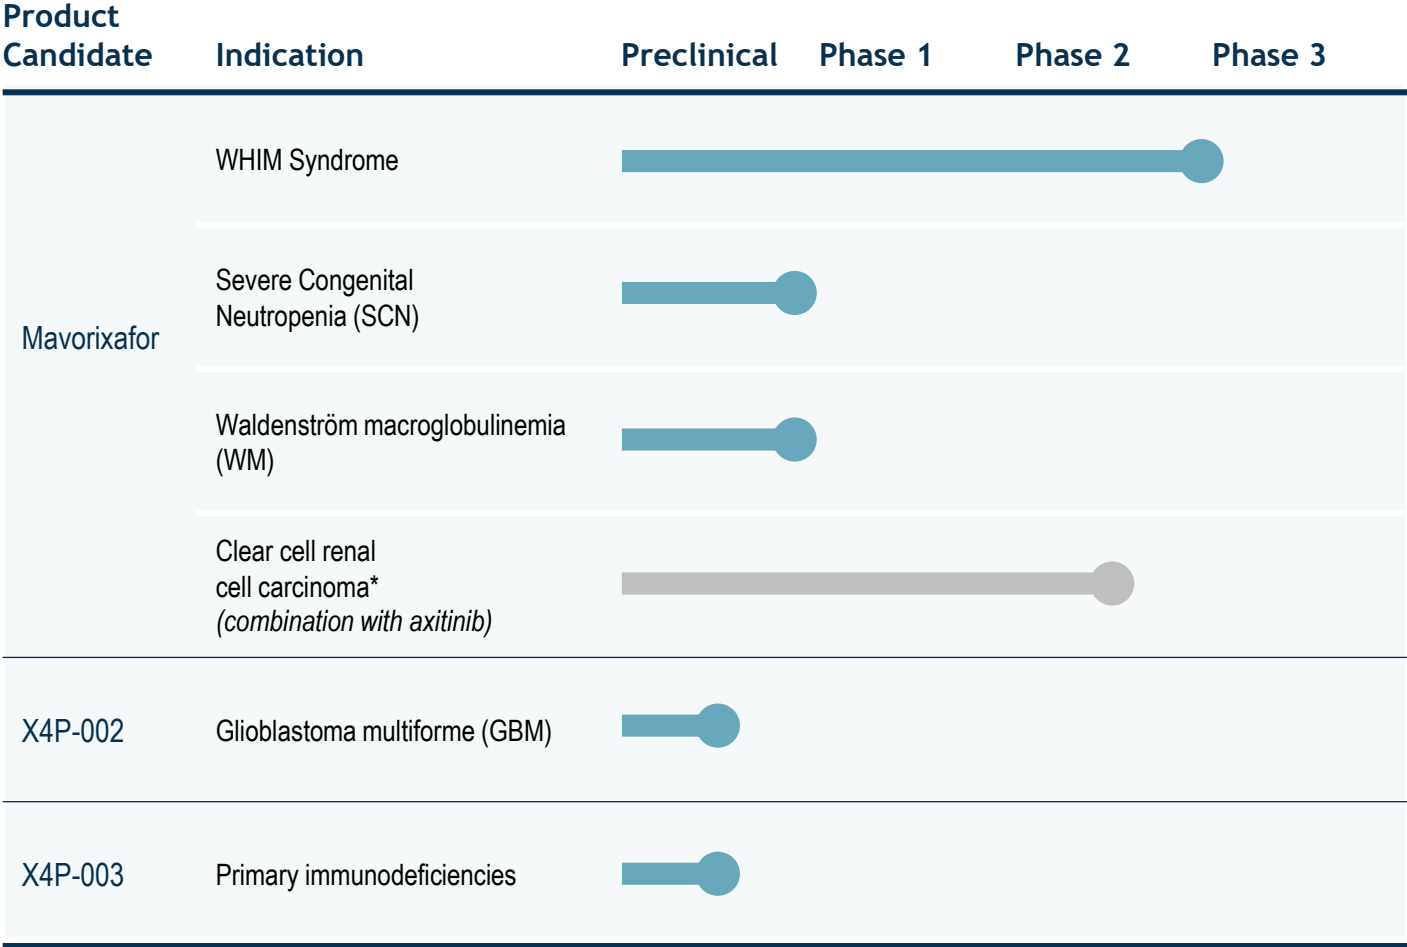 Product
Candidate
Indication
Preclinical
Phase 1
Phase 2
Phase 3
Mavorixafor
WHIM Syndrome
Severe Congenital
Neutropenia (SCN)
Waldenström macroglobulinemia
(WM)
Clear cell renal
cell carcinoma*
(combination with axitinib)
X4P-002
Glioblastoma multiforme (GBM)
X4P-003
Primary immunodeficiencies